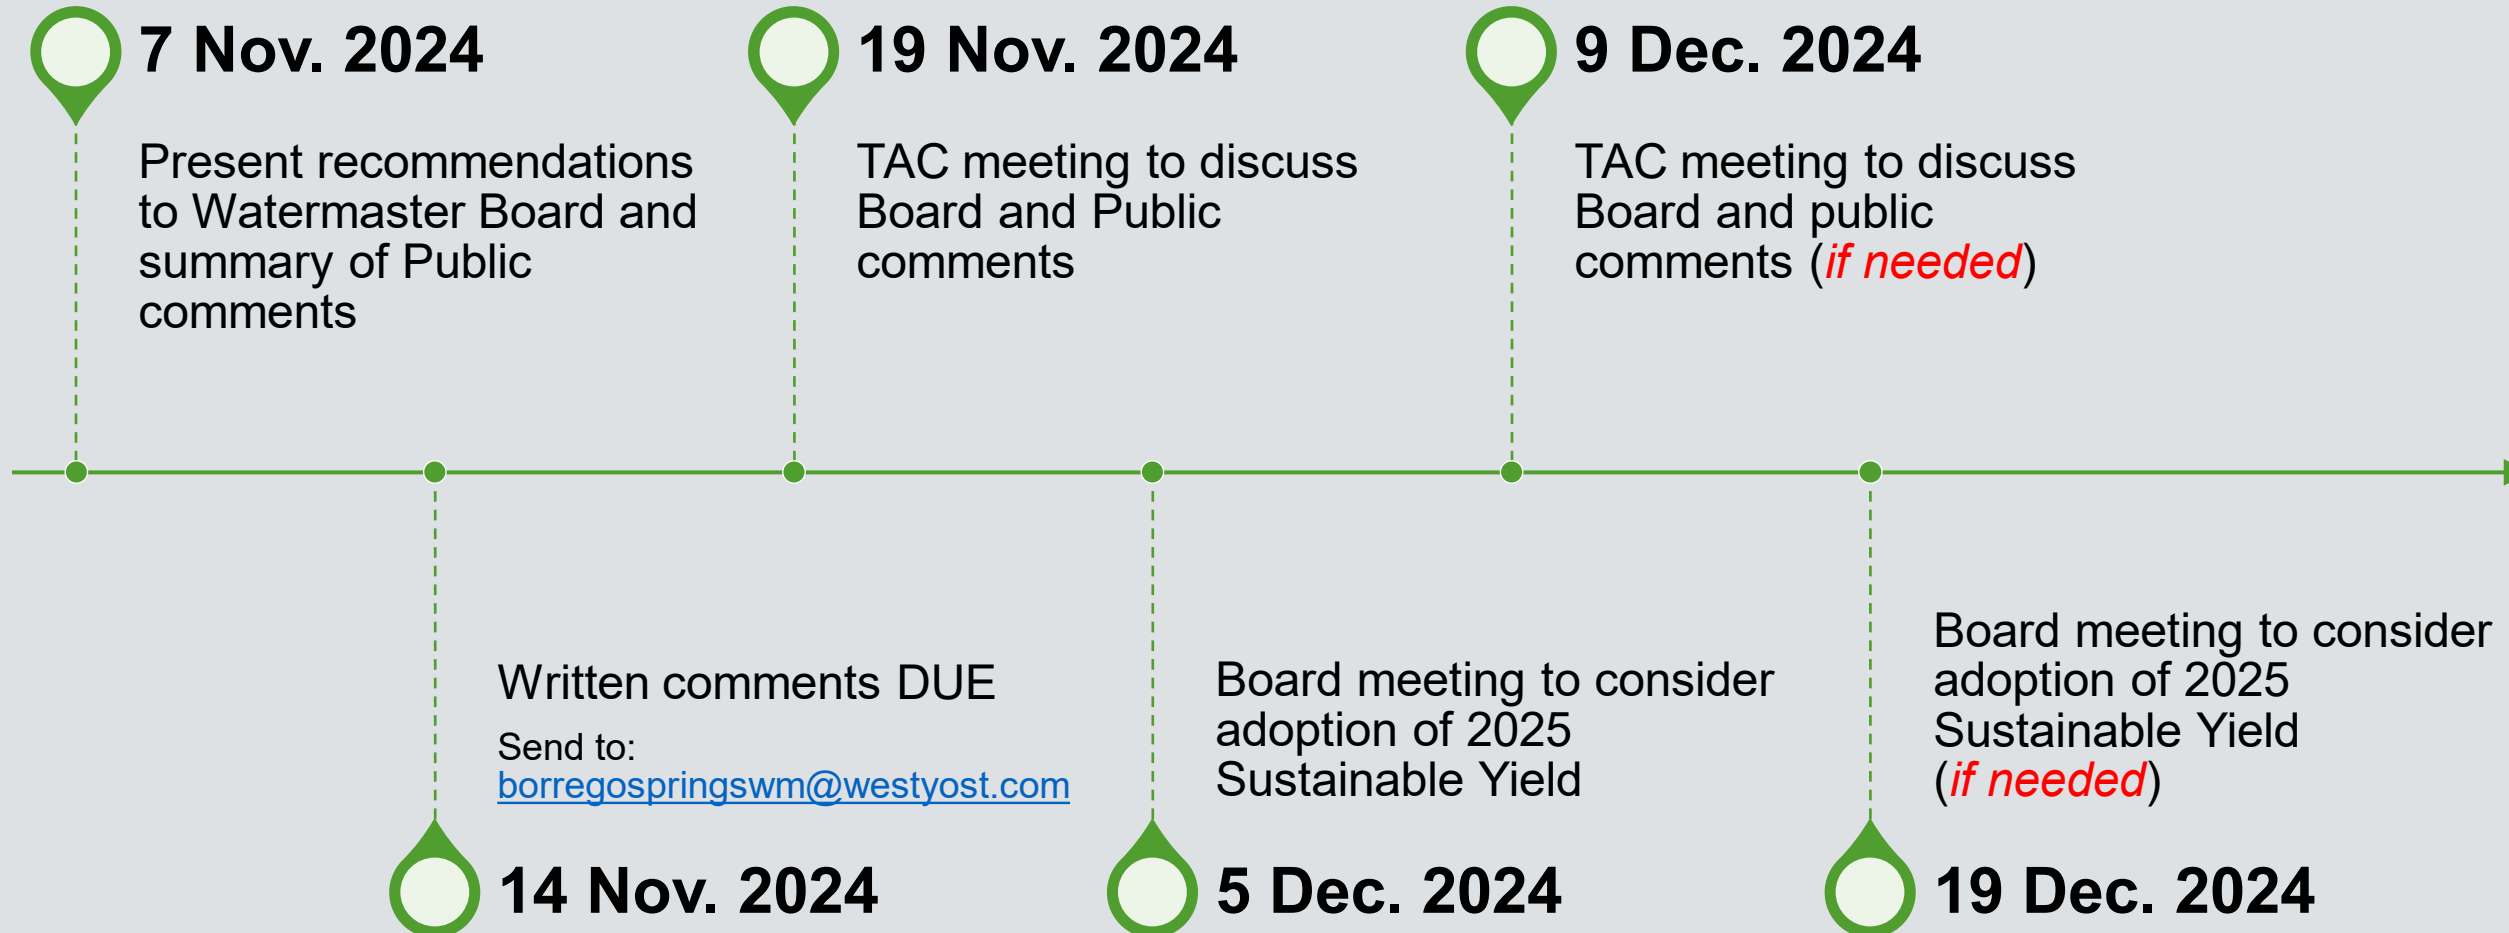 7 Nov. 2024
Present recommendations
to Watermaster Board and
summary of Public
comments
14 Nov. 2024
Written comments DUE
Send to:
borregospringswm@westyost.com
19 Nov. 2024
TAC meeting to discuss
Board and Public
comments
5 Dec. 2024
Board meeting to consider
adoption of 2025
Sustainable Yield
9 Dec. 2024
TAC meeting to discuss
Board and public
comments (if needed)
19 Dec. 2024
Board meeting to consider
adoption of 2025
Sustainable Yield
(if needed)